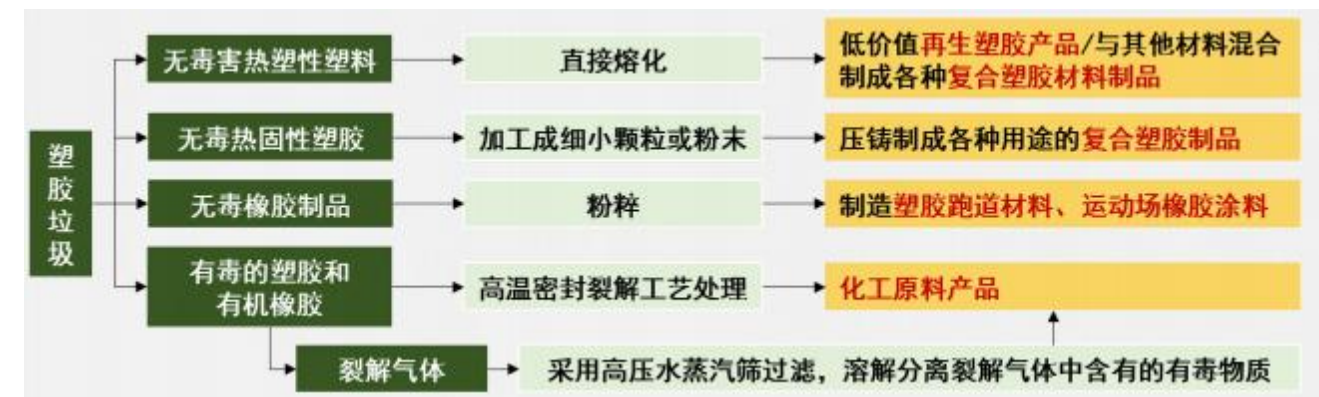 塑胶垃圾
无毒害热塑性塑料
直接熔化
低价值再生塑胶产品/与其他材料混合
制成各种复合塑胶材料制品
无毒热固性塑胶
加工成细小颗粒或粉末
压铸制成各种用途的复合塑胶制品
无毒橡胶制品
粉粹
制造塑胶跑道材料、运动场橡胶涂料
有毒的塑胶和
有机橡胶
高温密封裂解工艺处理
化工原料产品
裂解气体
采用高压水蒸汽筛过滤，溶解分离裂解气体中含有的有毒物质